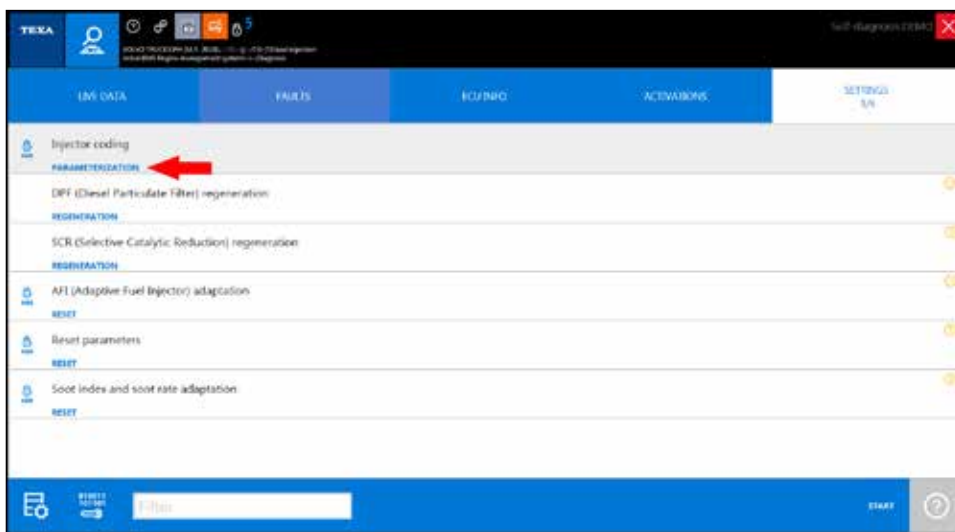 TEXA
5
Self-diagnosis DEMO
LIVE DATA
FAULTS
ECU INFO
ACTIVATIONS
SETTINGS
Injector coding
PARAMETERIZATION
DPF (Diesel Particulate Filter) regeneration
REGENERATION
SCR (Selective Catalytic Reduction) regeneration
REGENERATION
AFI (Adaptive Fuel Injector) adaptation
RESET
Reset parameters
RESET
Soot index and soot rate adaptation
RESET
Filter
START
?